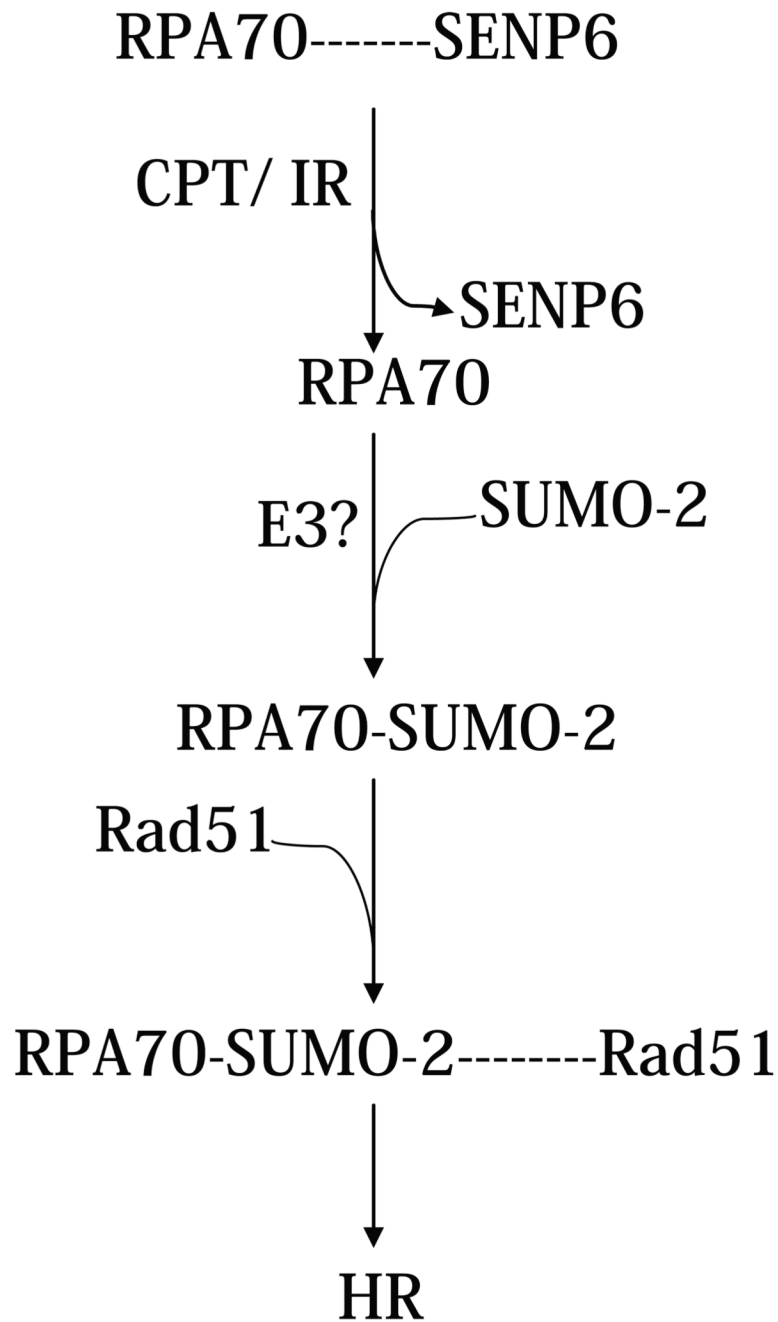 RPA70-------SENP6
CPT/ IR
SENP6
RPA70
SUMO-2
E3?
RPA70-SUMO-2
Rad51
RPA70-SUMO-2--------Rad51
HR